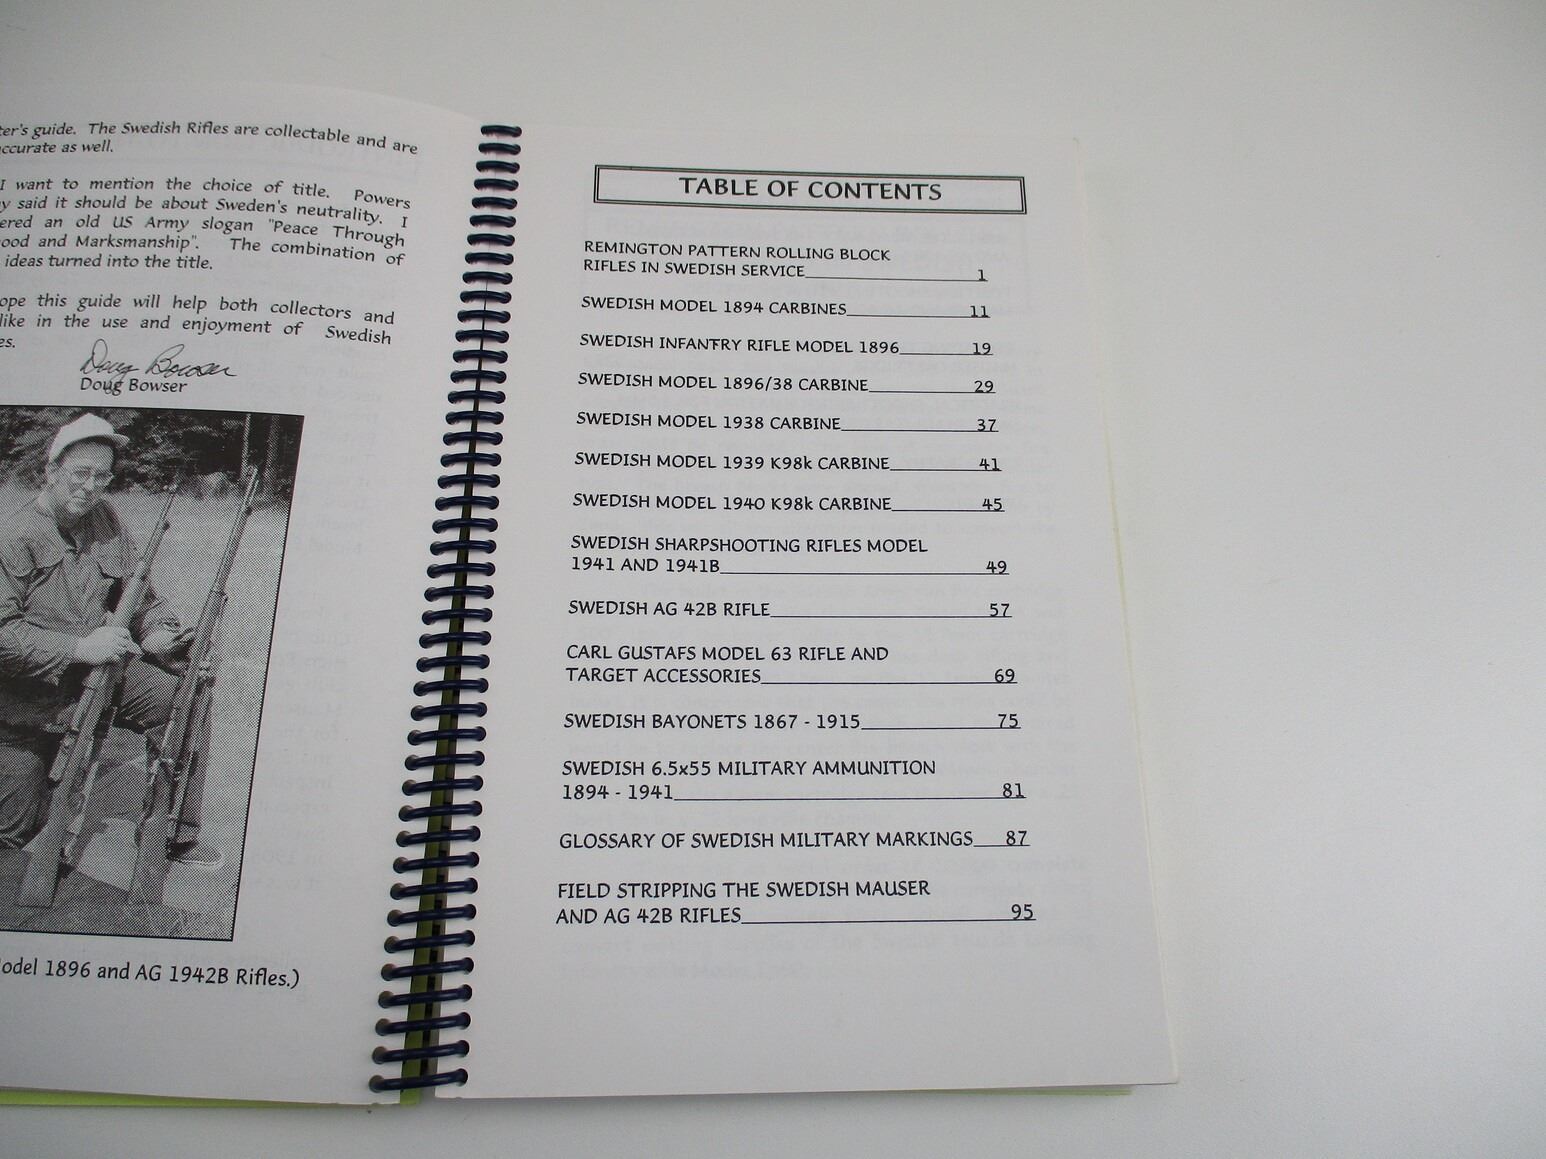 ter's guide. The Swedish Rifles are collectable and are
accurate as well.
I want to mention the choice of title. Powers
y said it should be about Sweden's neutrality. I
ered an old US Army slogan "Peace Through
ood and Marksmanship". The combination of
ideas turned into the title.
ope this guide will help both collectors and
like in the use and enjoyment of Swedish
es.
Doug Bowser
Doug Bowser
odel 1896 and AG 1942B Rifles.)
TABLE OF CONTENTS
REMINGTON PATTERN ROLLING BLOCK
RIFLES IN SWEDISH SERVICE 1
SWEDISH MODEL 1894 CARBINES 11
SWEDISH INFANTRY RIFLE MODEL 1896 19
SWEDISH MODEL 1896/38 CARBINE 29
SWEDISH MODEL 1938 CARBINE 37
SWEDISH MODEL 1939 K98k CARBINE 41
SWEDISH MODEL 1940 K98k CARBINE 45
SWEDISH SHARPSHOOTING RIFLES MODEL
1941 AND 1941B 49
SWEDISH AG 42B RIFLE 57
CARL GUSTAFS MODEL 63 RIFLE AND
TARGET ACCESSORIES 69
SWEDISH BAYONETS 1867 - 1915 75
SWEDISH 6.5x55 MILITARY AMMUNITION
1894 - 1941 81
GLOSSARY OF SWEDISH MILITARY MARKINGS 87
FIELD STRIPPING THE SWEDISH MAUSER
AND AG 42B RIFLES 95